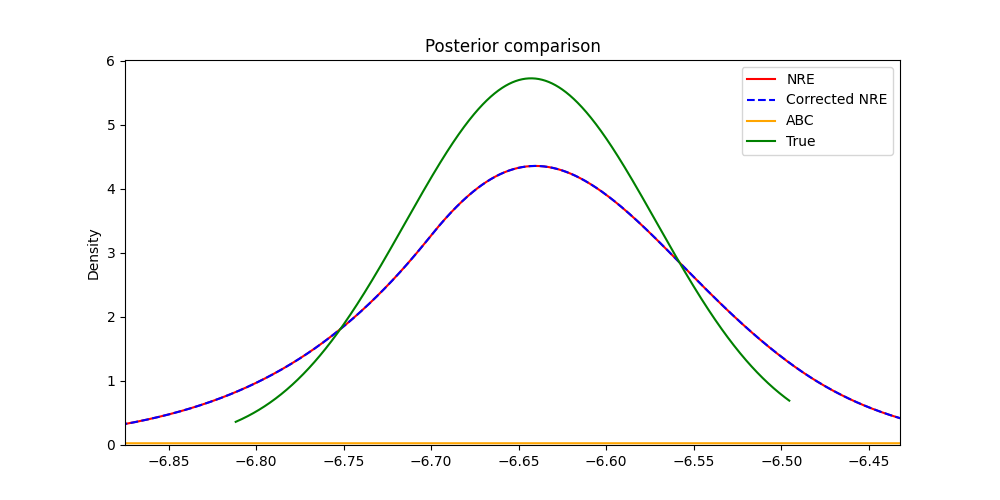 Posterior comparison
Density
6
5
4
3
2
1
0
NRE
Corrected NRE
ABC
True
−6.85 −6.80 −6.75 −6.70 −6.65 −6.60 −6.55 −6.50 −6.45